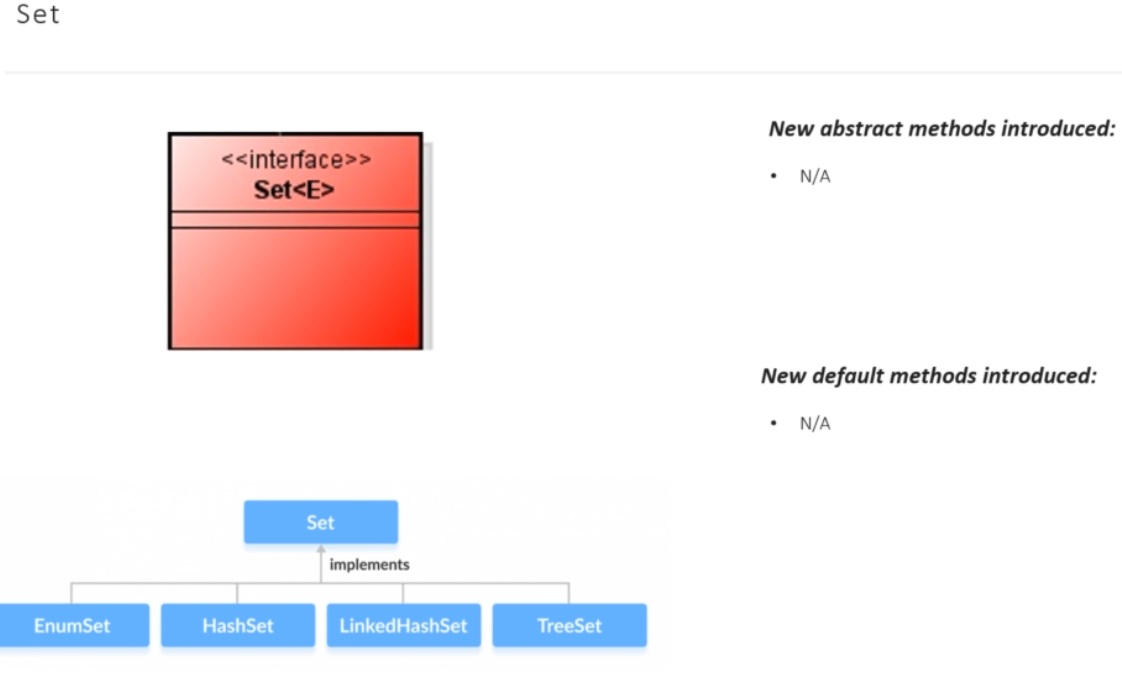 Set
<<interface>>
Set<E>
New abstract methods introduced:
• N/A
New default methods introduced:
• N/A
Set
implements
EnumSet
HashSet
LinkedHashSet
TreeSet